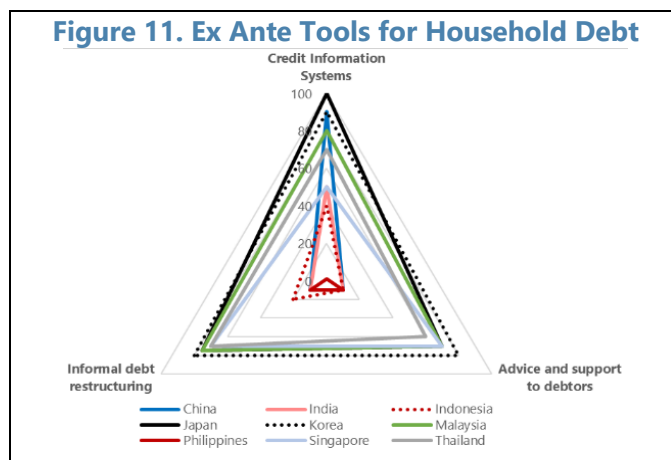 Figure 11. Ex Ante Tools for Household Debt
Credit Information
Systems
100
80
60
40
20
0
Informal debt
restructuring
Advice and support
to debtors
China
India
Indonesia
Japan
Korea
Malaysia
Philippines
Singapore
Thailand